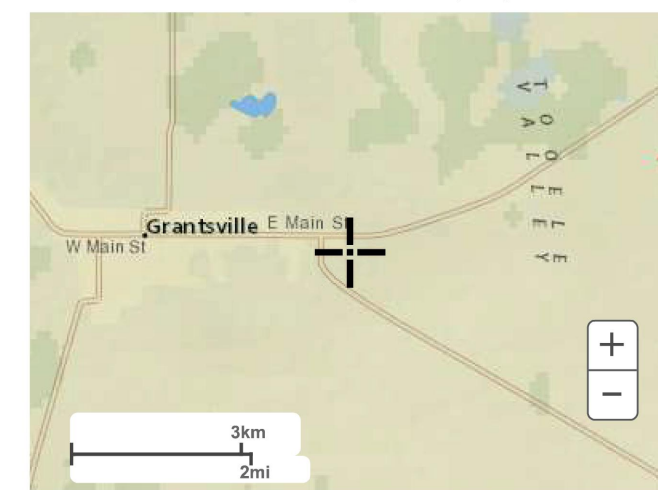 TOOELE
VALLEY
Grantsville
E Main St
W Main St
+
−
3km
2mi